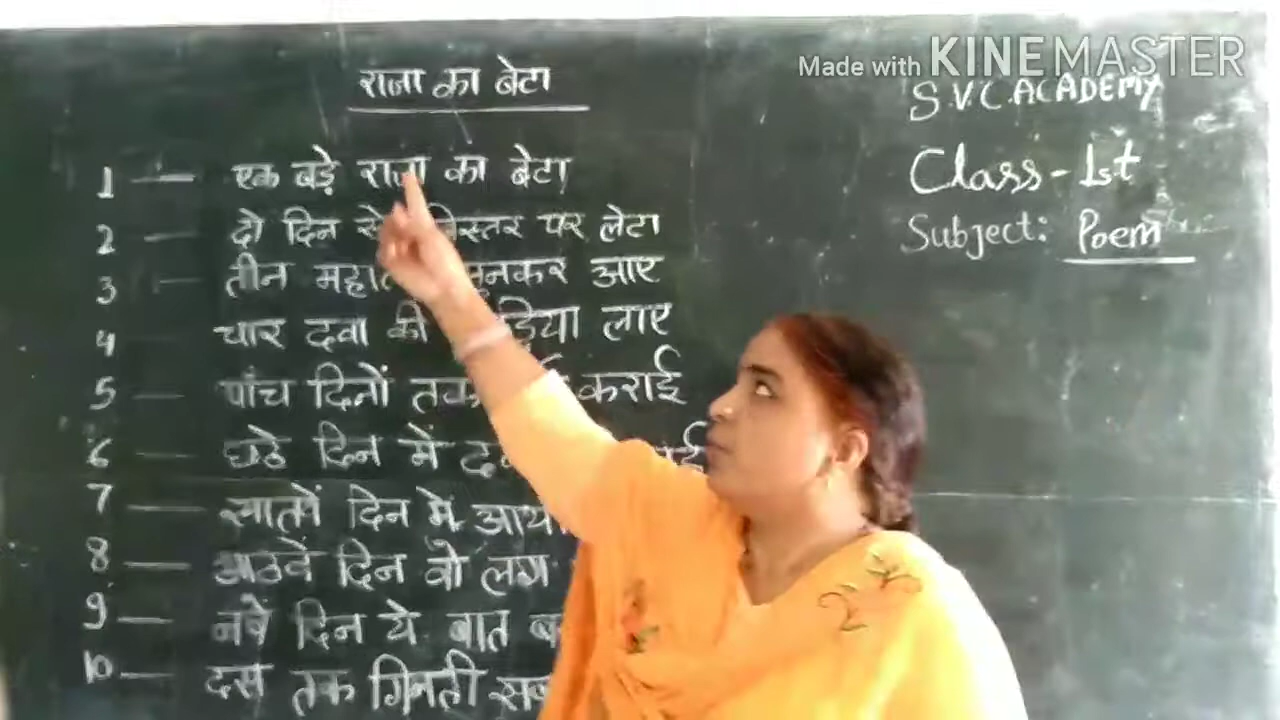 Made with KINEMASTER
राजा का बेटा
S.V.C. ACADEMY
Class - 1st
Subject: Poem
1 — एक बड़े राजा का बेटा
2 — दो दिन से बिस्तर पर लेटा
3 — तीन सुनकर आए
4 चार दवा की लाए
5 — पांच दिनों तक कराई
6 — छठे दिन में
7 — सातवें दिन में
8 — आठवें दिन वो लग
9 — नवें दिन ये बात
10 — दस तक गिनती